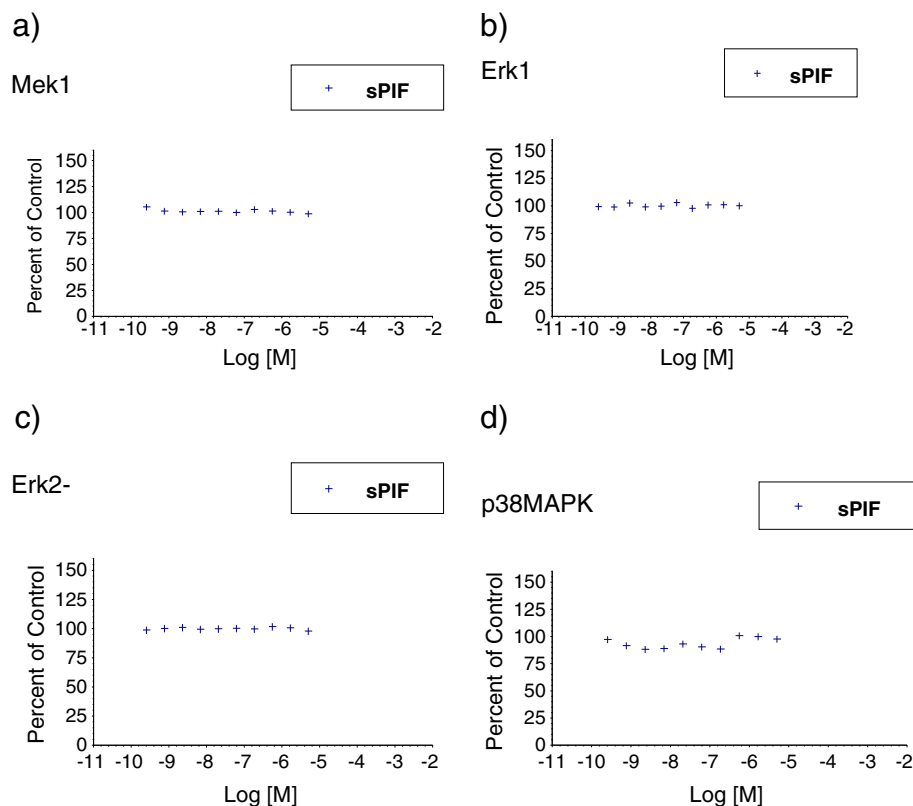 a)
Mek1
sPIF
Percent of Control
150
125
100
75
50
25
0
-11 -10 -9 -8 -7 -6 -5 -4 -3 -2
Log [M]
b)
Erk1
sPIF
Percent of Control
150
125
100
75
50
25
0
-11 -10 -9 -8 -7 -6 -5 -4 -3 -2
Log [M]
c)
Erk2-
sPIF
Percent of Control
150
125
100
75
50
25
0
-11 -10 -9 -8 -7 -6 -5 -4 -3 -2
Log [M]
d)
p38MAPK
sPIF
Percent of Control
150
125
100
75
50
25
0
-11 -10 -9 -8 -7 -6 -5 -4 -3 -2
Log [M]